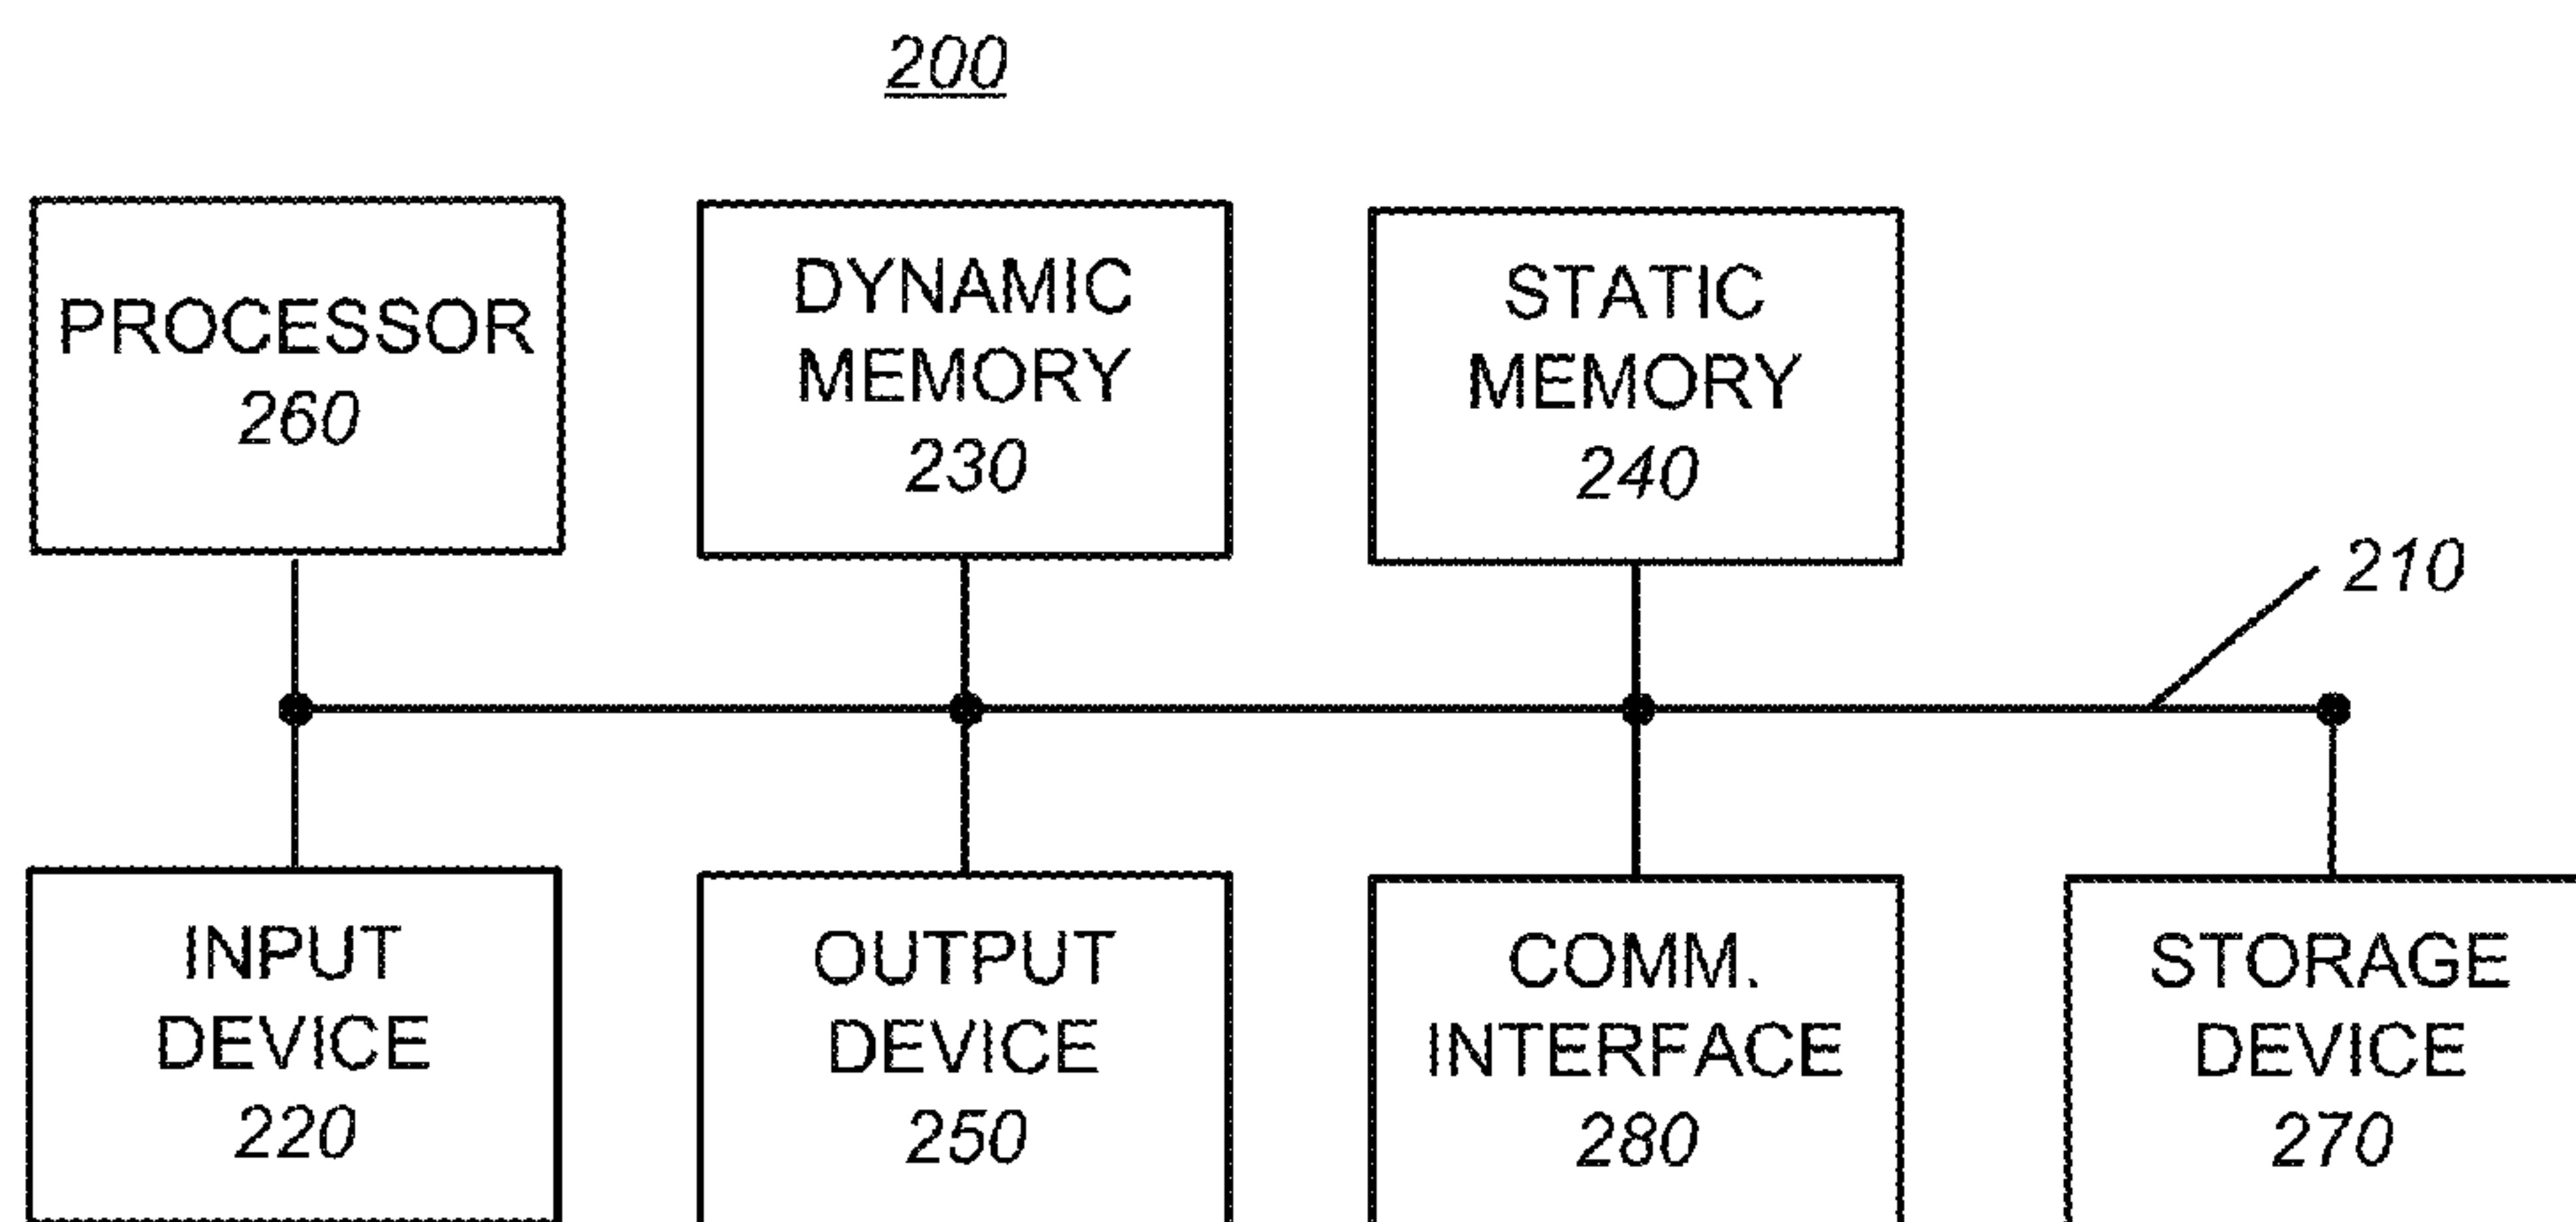 200
PROCESSOR
260
DYNAMIC
MEMORY
230
STATIC
MEMORY
240
210
INPUT
DEVICE
220
OUTPUT
DEVICE
250
COMM.
INTERFACE
280
STORAGE
DEVICE
270